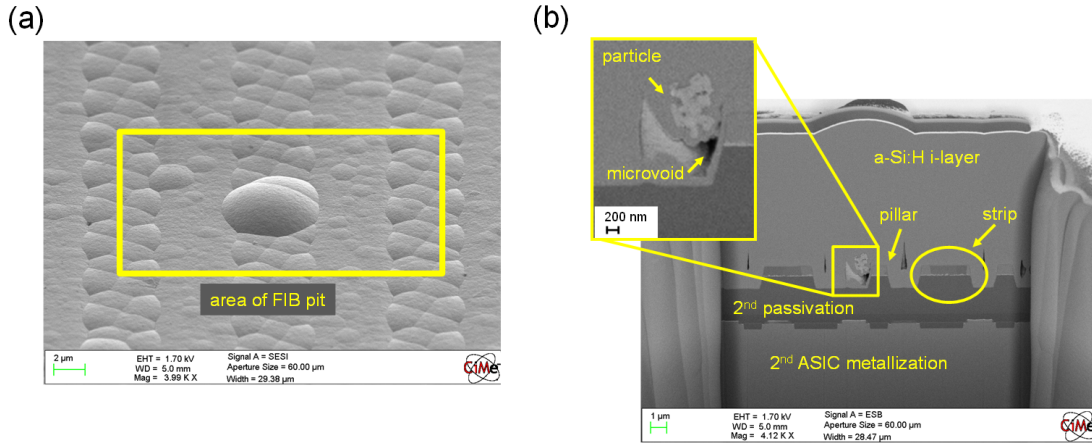 (a)
area of FIB pit
2 µm
EHT = 1.70 kV
WD = 5.0 mm
Mag = 3.99 K X
Signal A = SESI
Aperture Size = 60.00 µm
Width = 29.38 µm
CiMe
(b)
particle
microvoid
200 nm
a-Si:H i-layer
pillar
strip
2nd passivation
2nd ASIC metallization
1 µm
EHT = 1.70 kV
WD = 5.0 mm
Mag = 4.12 K X
Signal A = ESB
Aperture Size = 60.00 µm
Width = 28.47 µm
CiMe